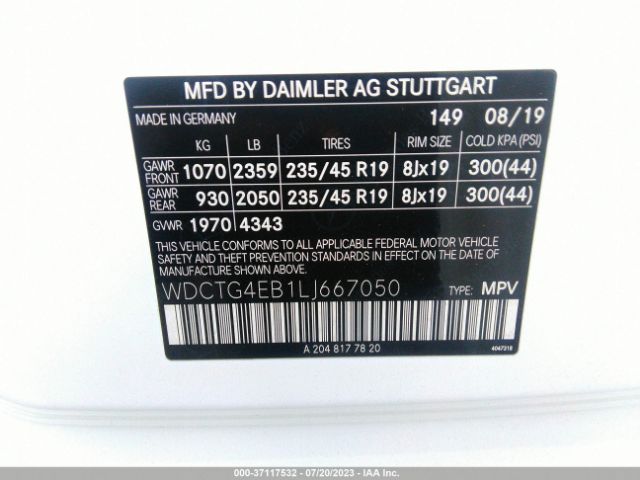 MFD BY DAIMLER AG STUTTGART
MADE IN GERMANY 149 08/19
KG LB TIRES RIM SIZE COLD KPA (PSI)
GAWR FRONT 1070 2359 235/45 R19 8Jx19 300(44)
GAWR REAR 930 2050 235/45 R19 8Jx19 300(44)
GVWR 1970 4343
THIS VEHICLE CONFORMS TO ALL APPLICABLE FEDERAL MOTOR VEHICLE
SAFETY AND THEFT PREVENTION STANDARDS IN EFFECT ON THE DATE
OF MANUFACTURE SHOWN ABOVE.
WDCTG4EB1LJ667050 TYPE: MPV
A 204 817 78 20 4047318
000-37117532 - 07/20/2023 - IAAI.com